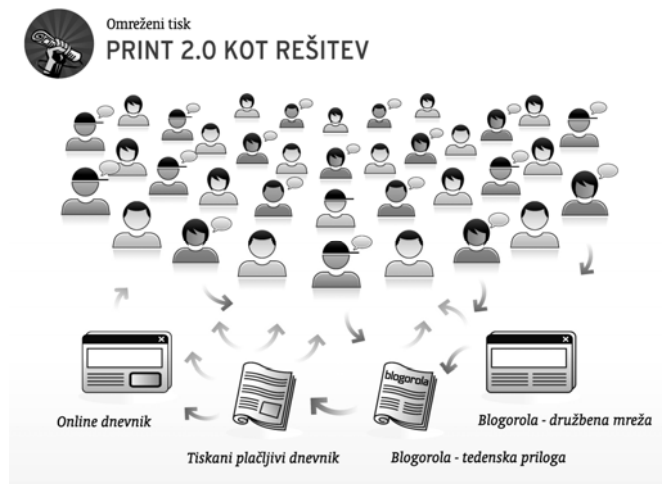 Omreženi tisk
PRINT 2.0 KOT REŠITEV
blogorola
Online dnevnik
Blogorola - družbena mreža
Tiskani plačljivi dnevnik
Blogorola - tedenska priloga